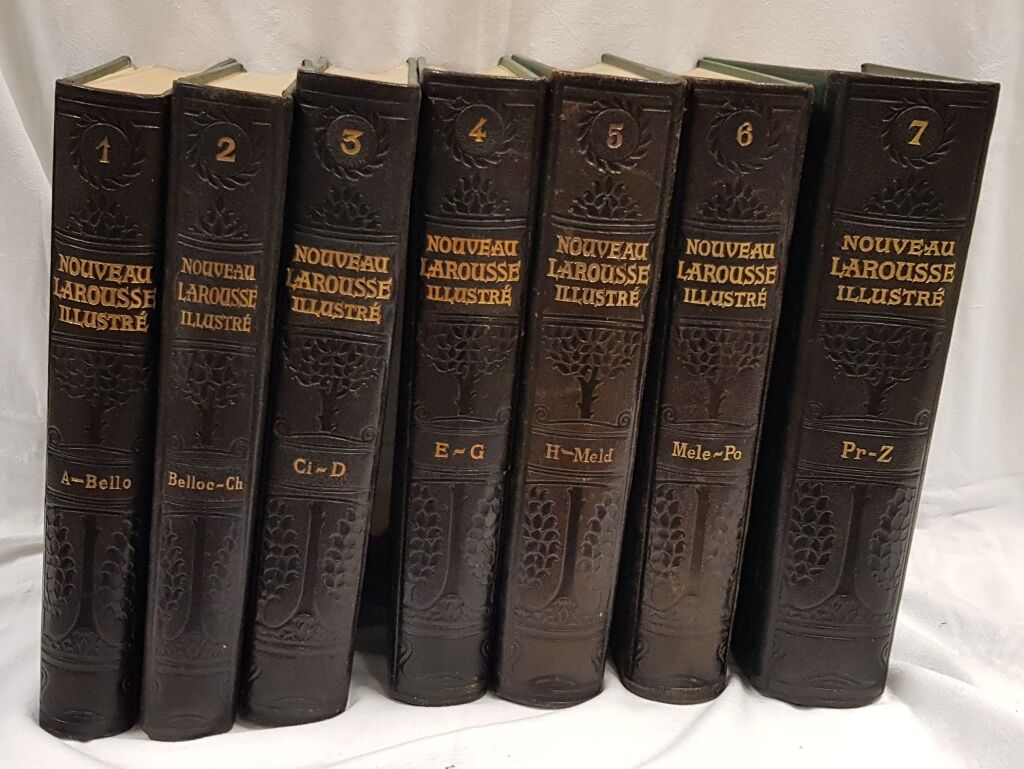 1
NOUVEAU
LAROUSSE
ILLUSTRÉ
A-Bello
2
NOUVEAU
LAROUSSE
ILLUSTRÉ
Belloc-Ch
3
NOUVEAU
LAROUSSE
ILLUSTRÉ
Ci-D
4
NOUVEAU
LAROUSSE
ILLUSTRÉ
E-G
5
NOUVEAU
LAROUSSE
ILLUSTRÉ
H-Meld
6
NOUVEAU
LAROUSSE
ILLUSTRÉ
Mele-Po
7
NOUVEAU
LAROUSSE
ILLUSTRÉ
Pr-Z